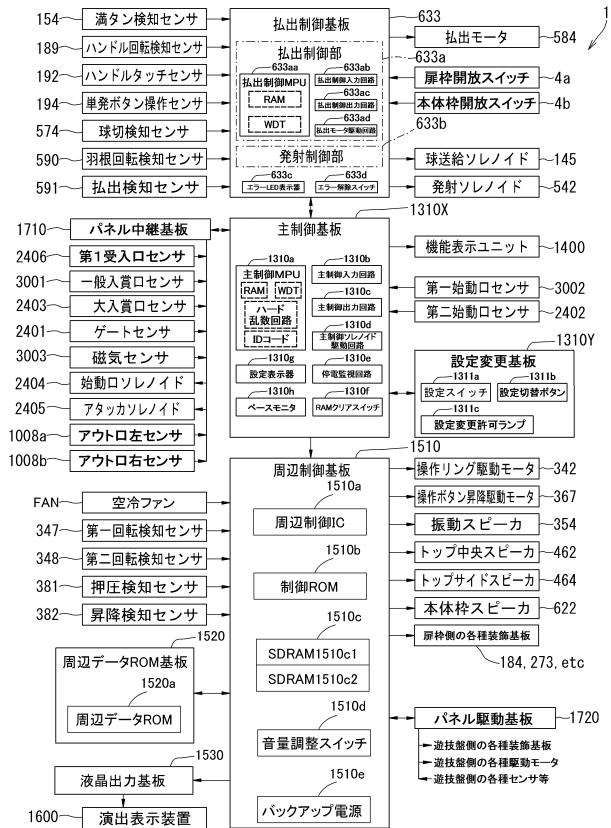 1
154 満タン検知センサ
189 ハンドル回転検知センサ
192 ハンドルタッチセンサ
194 単発ボタン操作センサ
574 球切検知センサ
590 羽根回転検知センサ
591 払出検知センサ
払出制御基板 633
払出制御部 633a
633aa
払出制御MPU
RAM
WDT
633ab
払出制御入力回路
633ac
払出制御出力回路
633ad
払出モータ駆動回路
633b
発射制御部
633c
エラーLED表示器
633d
エラー解除スイッチ
払出モータ 584
扉枠開放スイッチ 4a
本体枠開放スイッチ 4b
球送給ソレノイド 145
発射ソレノイド 542
1710 パネル中継基板
2406 第1受入口センサ
3001 一般入賞口センサ
2403 大入賞口センサ
2401 ゲートセンサ
3003 磁気センサ
2404 始動口ソレノイド
2405 アタッカソレノイド
1008a アウト口左センサ
1008b アウト口右センサ
主制御基板 1310X
1310a
主制御MPU
RAM WDT
ハード
乱数回路
IDコード
1310b
主制御入力回路
1310c
主制御出力回路
1310d
主制御ソレノイド
駆動回路
1310g
設定表示器
1310e
停電監視回路
1310h
ベースモニタ
1310f
RAMクリアスイッチ
機能表示ユニット 1400
第一始動口センサ 3002
第二始動口センサ 2402
1310Y
設定変更基板
1311a
設定スイッチ
1311b
設定切替ボタン
1311c
設定変更許可ランプ
FAN 空冷ファン
347 第一回転検知センサ
348 第二回転検知センサ
381 押圧検知センサ
382 昇降検知センサ
1520
周辺データROM基板
1520a
周辺データROM
1530
液晶出力基板
1600 演出表示装置
周辺制御基板 1510
1510a
周辺制御IC
1510b
制御ROM
1510c
SDRAM1510c1
SDRAM1510c2
1510d
音量調整スイッチ
1510e
バックアップ電源
操作リング駆動モータ 342
操作ボタン昇降駆動モータ 367
振動スピーカ 354
トップ中央スピーカ 462
トップサイドスピーカ 464
本体枠スピーカ 622
扉枠側の各種装飾基板
184, 273, etc
パネル駆動基板 1720
遊技盤側の各種装飾基板
遊技盤側の各種駆動モータ
遊技盤側の各種センサ等